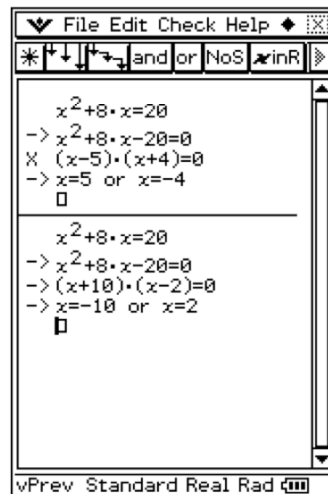 File Edit Check Help
and or NoS xinR
x²+8·x=20
-> x²+8·x-20=0
X (x-5)·(x+4)=0
-> x=5 or x=-4
x²+8·x=20
-> x²+8·x-20=0
-> (x+10)·(x-2)=0
-> x=-10 or x=2
vPrev Standard Real Rad